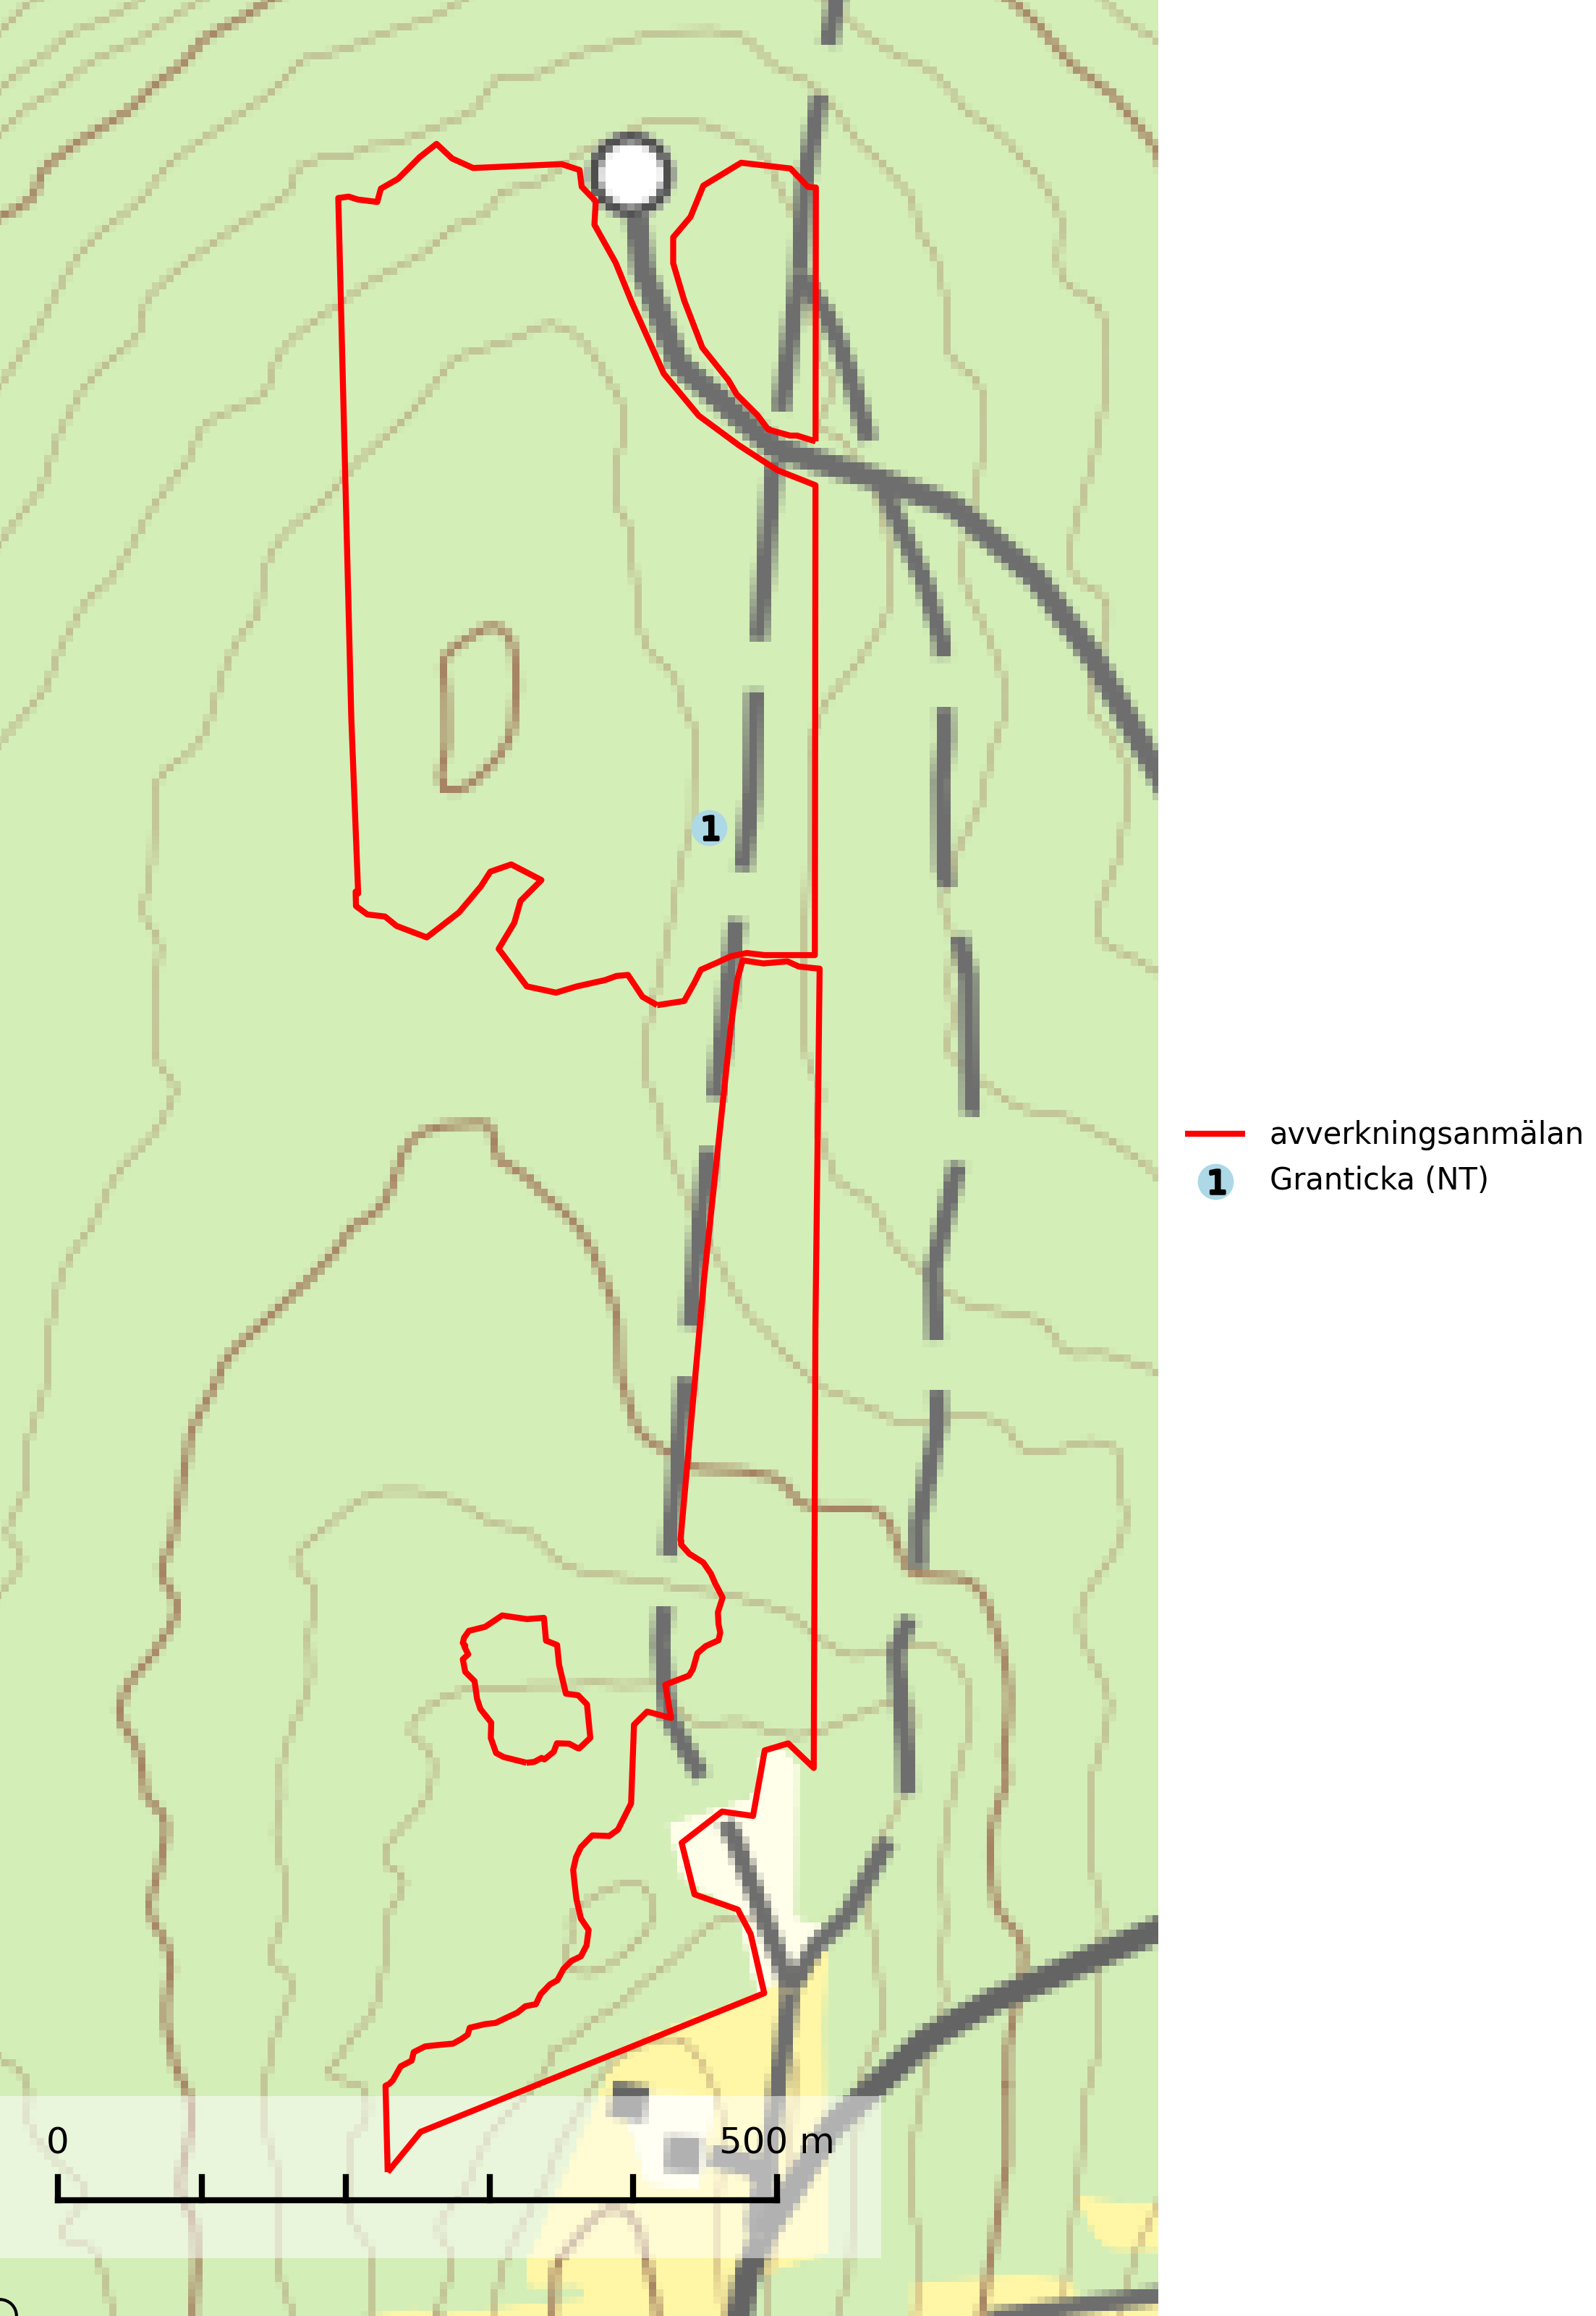 1
avverkningsanmälan
1 Granticka (NT)
0 500 m